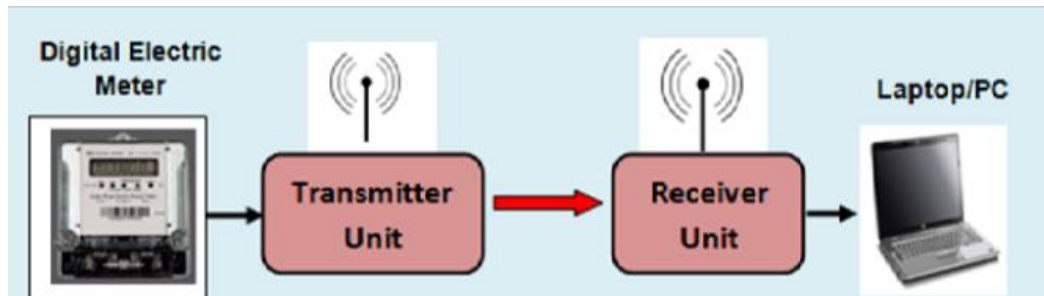 Digital Electric
Meter
Laptop/PC
Transmitter
Unit
Receiver
Unit